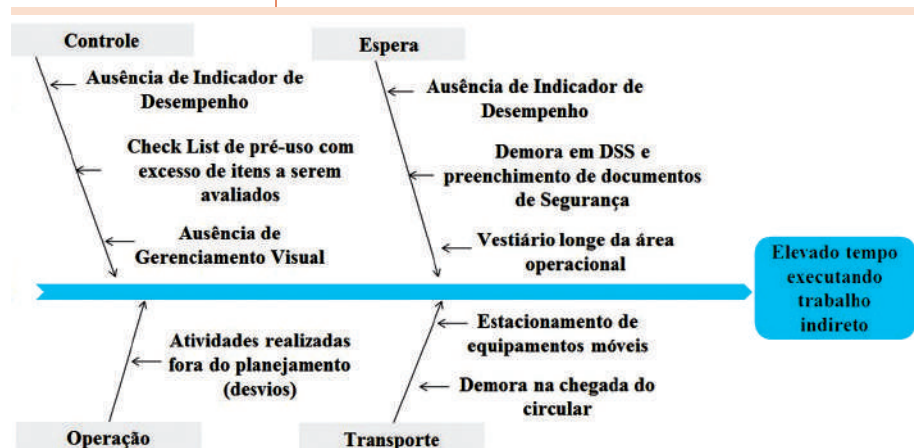 Controle
Ausência de Indicador de
Desempenho
Check List de pré-uso com
excesso de itens a serem
avaliados
Ausência de
Gerenciamento Visual
Espera
Ausência de Indicador de
Desempenho
Demora em DSS e
preenchimento de documentos
de Segurança
Vestiário longe da área
operacional
Elevado tempo
executando
trabalho
indireto
Atividades realizadas
fora do planejamento
(desvios)
Operação
Estacionamento de
equipamentos móveis
Demora na chegada do
circular
Transporte